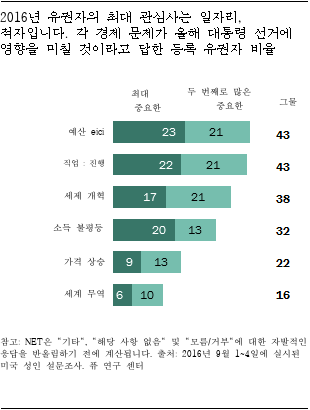 2016년 유권자의 최대 관심사는 일자리,
적자입니다. 각 경제 문제가 올해 대통령 선거에
영향을 미칠 것이라고 답한 등록 유권자 비율
최대 중요한
두 번째로 많은 중요한
그물
예산 eici 23 21 43
직업 : 진행 22 21 43
세제 개혁 17 21 38
소득 불평등 20 13 32
가격 상승 9 13 22
세계 무역 6 10 16
참고: NET은 "기타", "해당 사항 없음" 및 "모름/거부"에 대한 자발적인
응답을 반올림하기 전에 계산됩니다. 출처: 2016년 9월 1~4일에 실시된
미국 성인 설문조사. 퓨 연구 센터